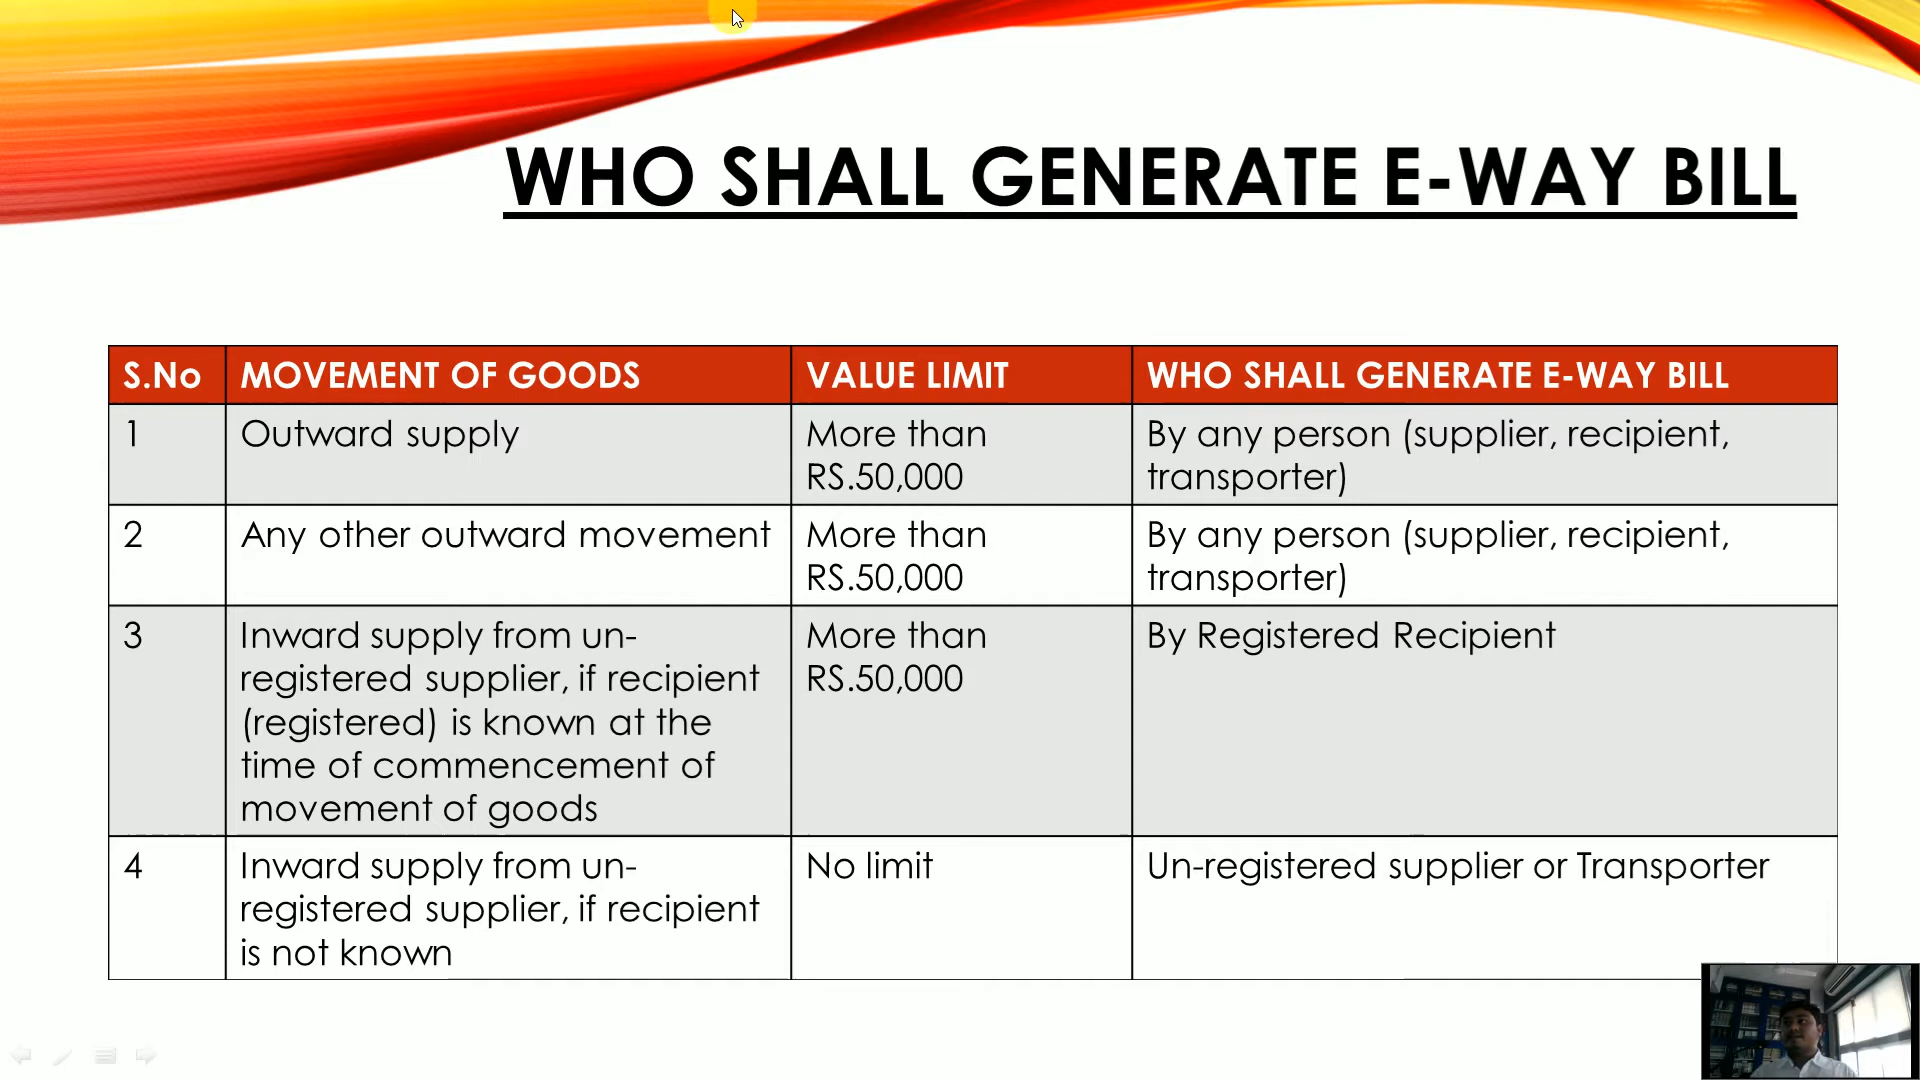 WHO SHALL GENERATE E-WAY BILL
S.No MOVEMENT OF GOODS VALUE LIMIT WHO SHALL GENERATE E-WAY BILL
1 Outward supply More than RS.50,000 By any person (supplier, recipient, transporter)
2 Any other outward movement More than RS.50,000 By any person (supplier, recipient, transporter)
3 Inward supply from un-
registered supplier, if recipient
(registered) is known at the
time of commencement of
movement of goods
More than
RS.50,000
By Registered Recipient
4 Inward supply from un-
registered supplier, if recipient
is not known
No limit
Un-registered supplier or Transporter